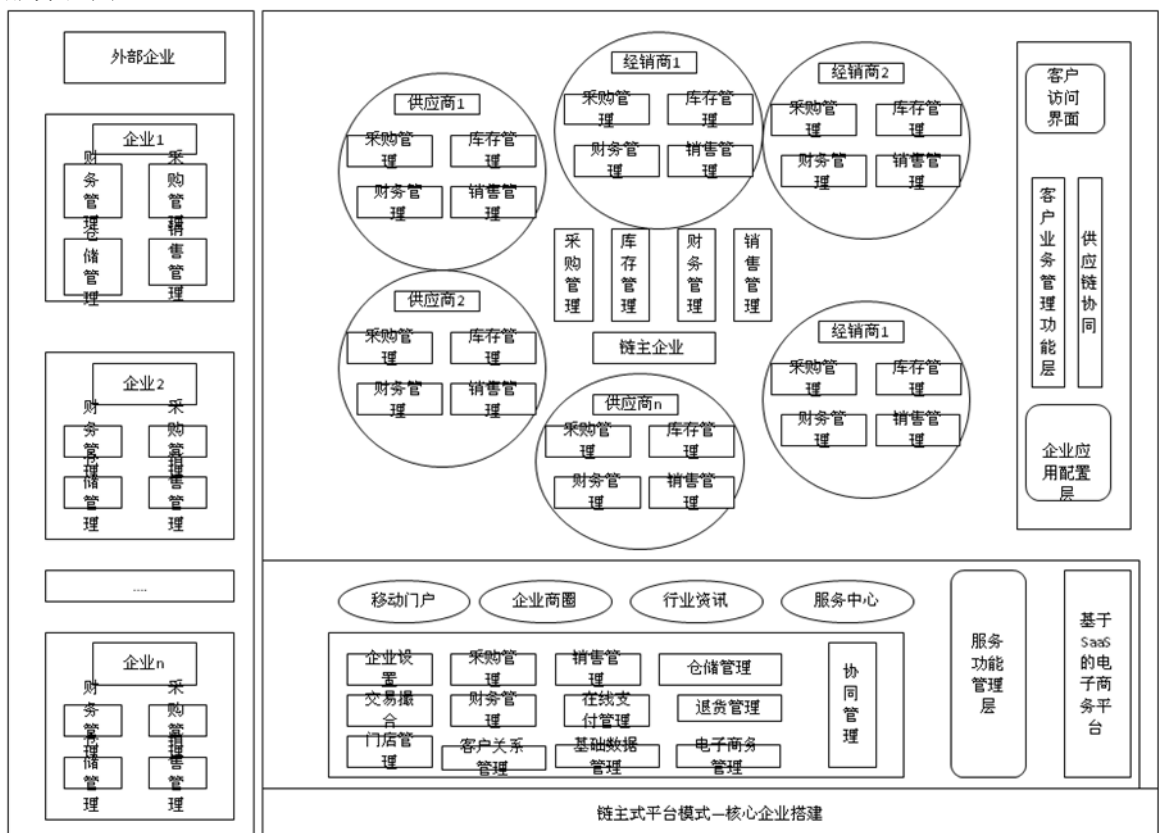 外部企业
企业1
财务管理
采购管理
仓储管理
销售管理
企业2
财务管理
采购管理
仓储管理
销售管理
....
企业n
财务管理
采购管理
仓储管理
销售管理
供应商1
采购管
理
库存管
理
财务管
理
销售管
理
经销商1
采购管
理
库存管
理
财务管
理
销售管
理
经销商2
采购管
理
库存管
理
财务管
理
销售管
理
供应商2
采购管
理
库存管
理
财务管
理
销售管
理
采购管理
库存管理
财务管理
销售管理
链主企业
供应商n
采购管
理
库存管
理
财务管
理
销售管
理
经销商1
采购管
理
库存管
理
财务管
理
销售管
理
客户
访问
界面
客户业务管理功能层
供应链协同
企业应
用配置
层
移动门户
企业商圈
行业资讯
服务中心
企业设
置
采购管
理
销售管
理
仓储管理
交易撮
合
财务管
理
在线支
付管理
退货管理
门店管
理
客户关系
管理
基础数据
管理
电子商务
管理
协同管理
服务
功能
管理
层
基于
SaaS
的电
子商
务平
台
链主式平台模式—核心企业搭建